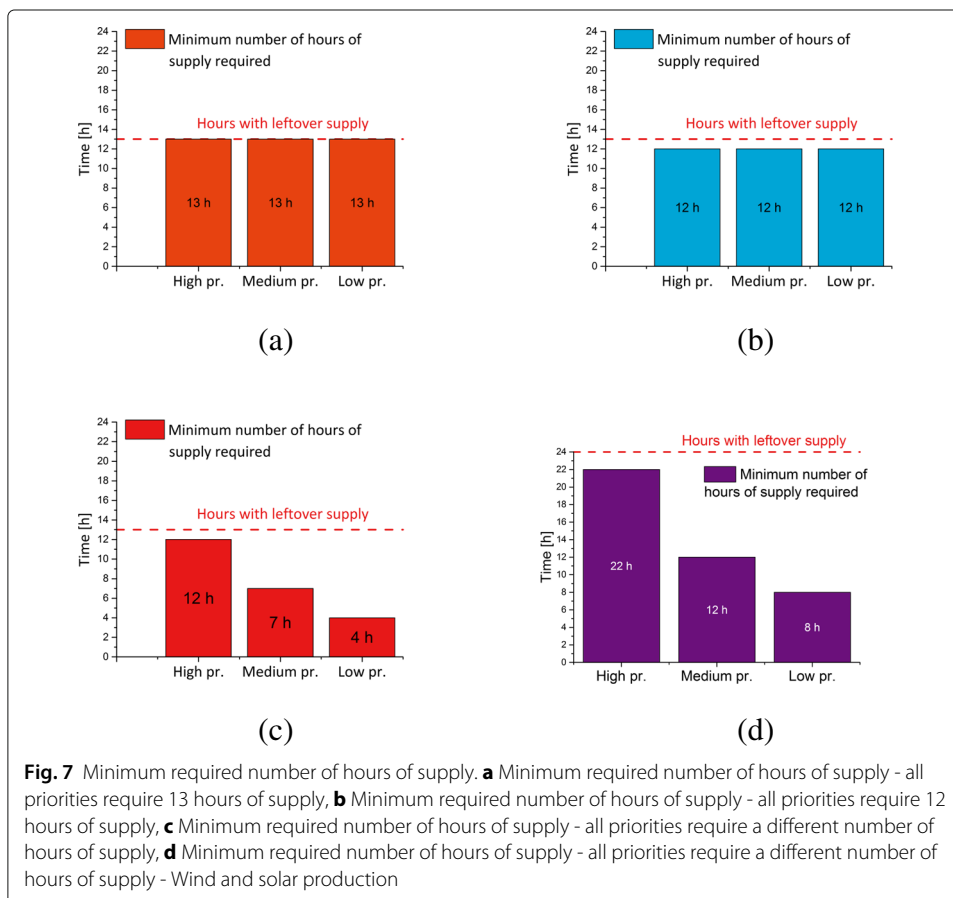 Minimum number of hours of
supply required
Hours with leftover supply
Time [h]
24
22
20
18
16
14
12
10
8
6
4
2
0
13 h
13 h
13 h
High pr.
Medium pr.
Low pr.
(a)
Minimum number of hours of
supply required
Hours with leftover supply
Time [h]
24
22
20
18
16
14
12
10
8
6
4
2
0
12 h
12 h
12 h
High pr.
Medium pr.
Low pr.
(b)
Minimum number of hours of
supply required
Hours with leftover supply
Time [h]
24
22
20
18
16
14
12
10
8
6
4
2
0
12 h
7 h
4 h
High pr.
Medium pr.
Low pr.
(c)
Hours with leftover supply
Minimum number of
hours of supply required
Time [h]
24
22
20
18
16
14
12
10
8
6
4
2
0
22 h
12 h
8 h
High pr.
Medium pr.
Low pr.
(d)
Fig. 7 Minimum required number of hours of supply. a Minimum required number of hours of supply - all
priorities require 13 hours of supply, b Minimum required number of hours of supply - all priorities require 12
hours of supply, c Minimum required number of hours of supply - all priorities require a different number of
hours of supply, d Minimum required number of hours of supply - all priorities require a different number of
hours of supply - Wind and solar production